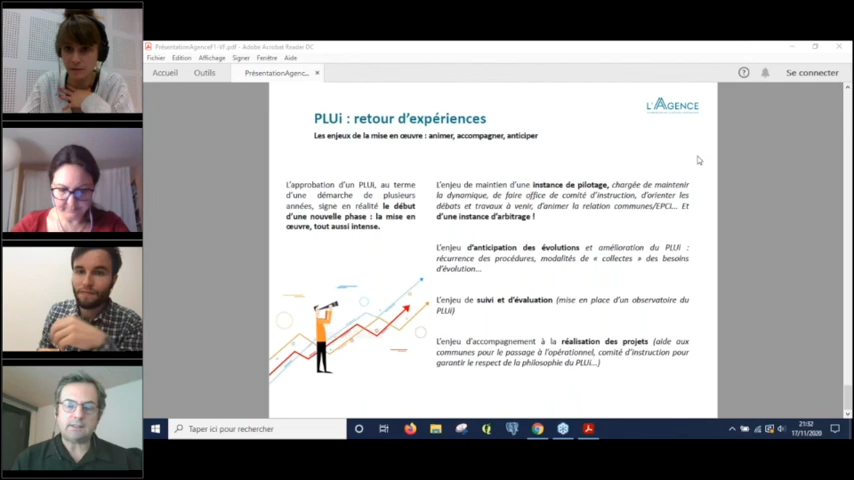 PrésentationAgenceF1-VF.pdf - Adobe Acrobat Reader DC
Fichier Edition Affichage Signer Fenêtre Aide
Accueil Outils PrésentationAgenc... × Se connecter
L'AGENCE
PLUi : retour d'expériences
Les enjeux de la mise en œuvre : animer, accompagner, anticiper
L'approbation d'un PLUI, au terme
d'une démarche de plusieurs
années, signe en réalité le début
d'une nouvelle phase : la mise en
œuvre, tout aussi intense.
L'enjeu de maintien d'une instance de pilotage, chargée de maintenir
la dynamique, de faire office de comité d'instruction, d'orienter les
débats et travaux à venir, d'animer la relation communes/EPCI... Et
d'une instance d'arbitrage !
L'enjeu d'anticipation des évolutions et amélioration du PLUi :
récurrence des procédures, modalités de « collectes » des besoins
d'évolution...
L'enjeu de suivi et d'évaluation (mise en place d'un observatoire du
PLUi)
L'enjeu d'accompagnement à la réalisation des projets (aide aux
communes pour le passage à l'opérationnel, comité d'instruction pour
garantir le respect de la philosophie du PLUi...)
Taper ici pour rechercher
21:32
17/11/2020